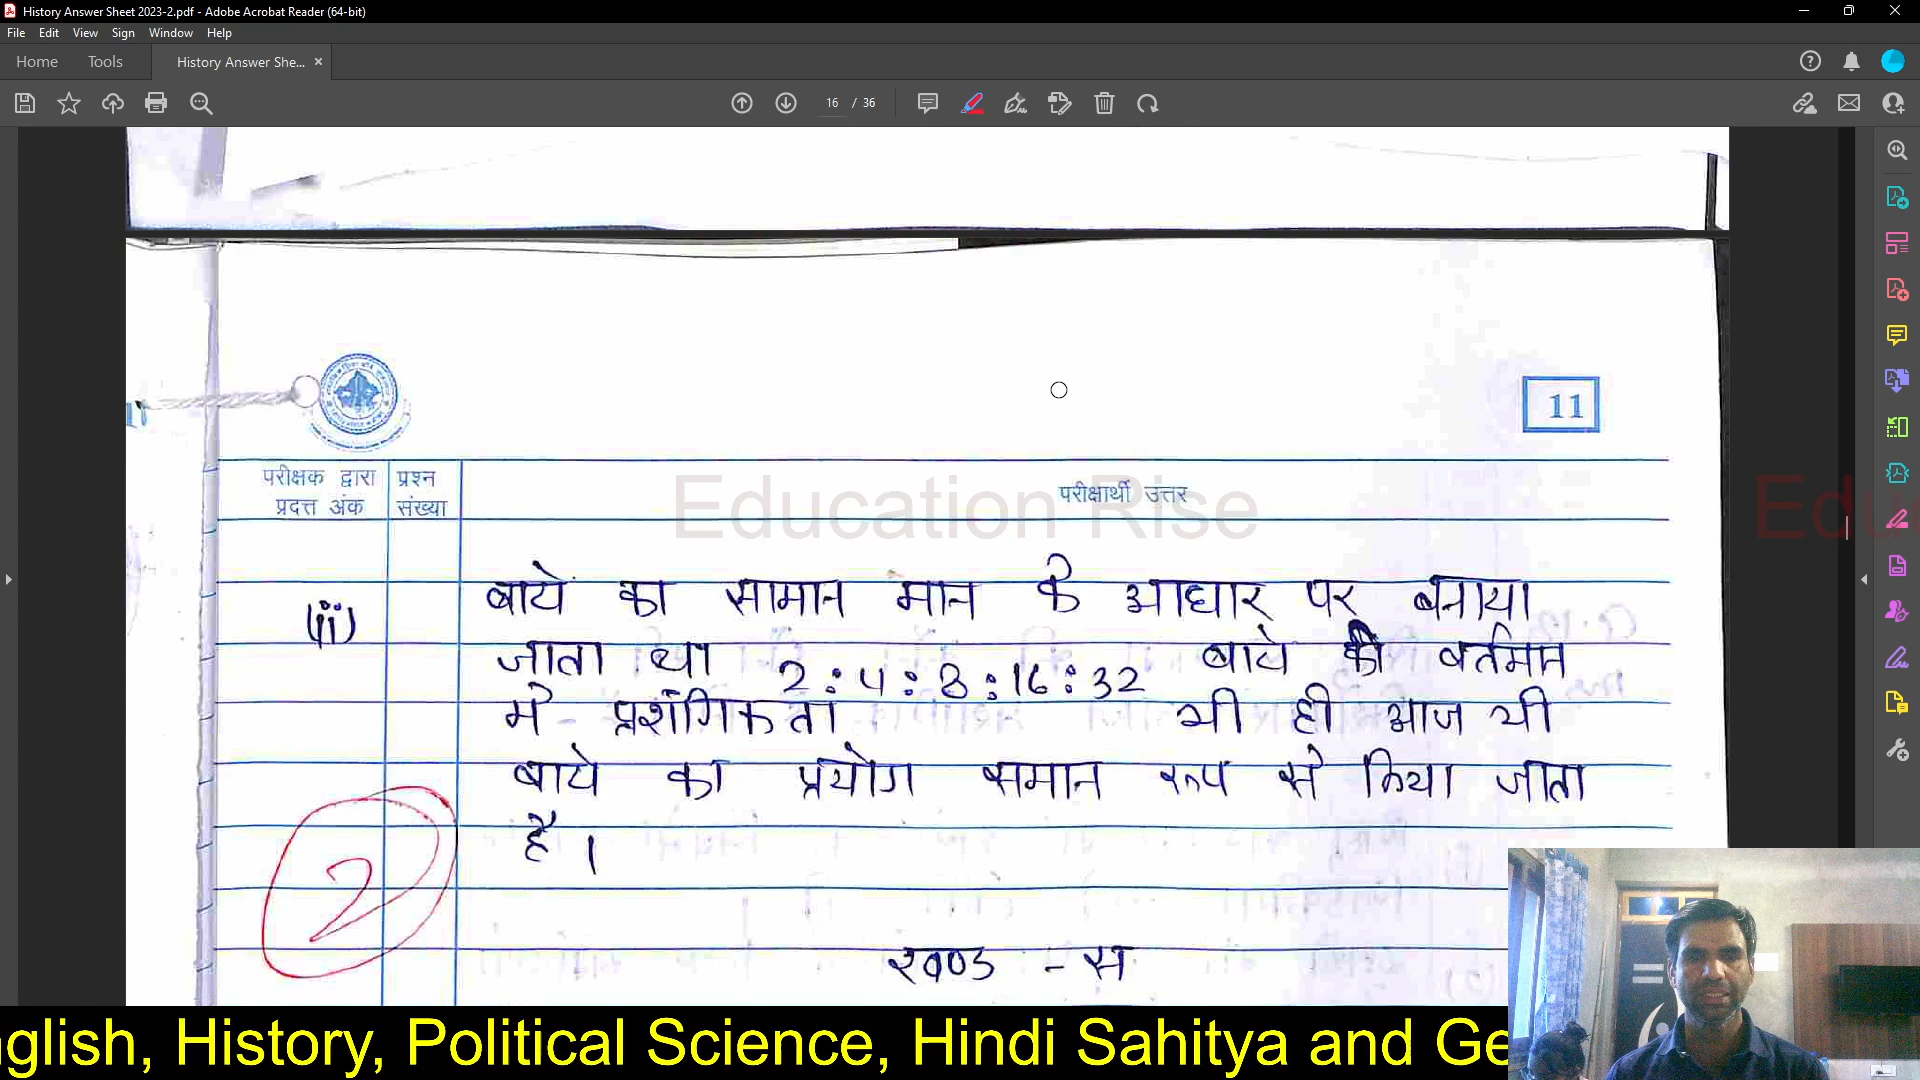 History Answer Sheet 2023-2.pdf - Adobe Acrobat Reader (64-bit)
File Edit View Sign Window Help
Home Tools History Answer She... ×
16 / 36
11
परीक्षक द्वारा प्रदत्त अंक
प्रश्न संख्या
परीक्षार्थी उत्तर
Education Rise
Edu
(ii)
बाये का सामान मान के आधार पर बनाया
जाता था 2:4:8:16:32 बाये की वर्तमान
में प्रशंगिकता भी ही आज भी
बाये का प्रयोग समान रूप से किया जाता
है।
2
खण्ड - स
nglish, History, Political Science, Hindi Sahitya and Ge